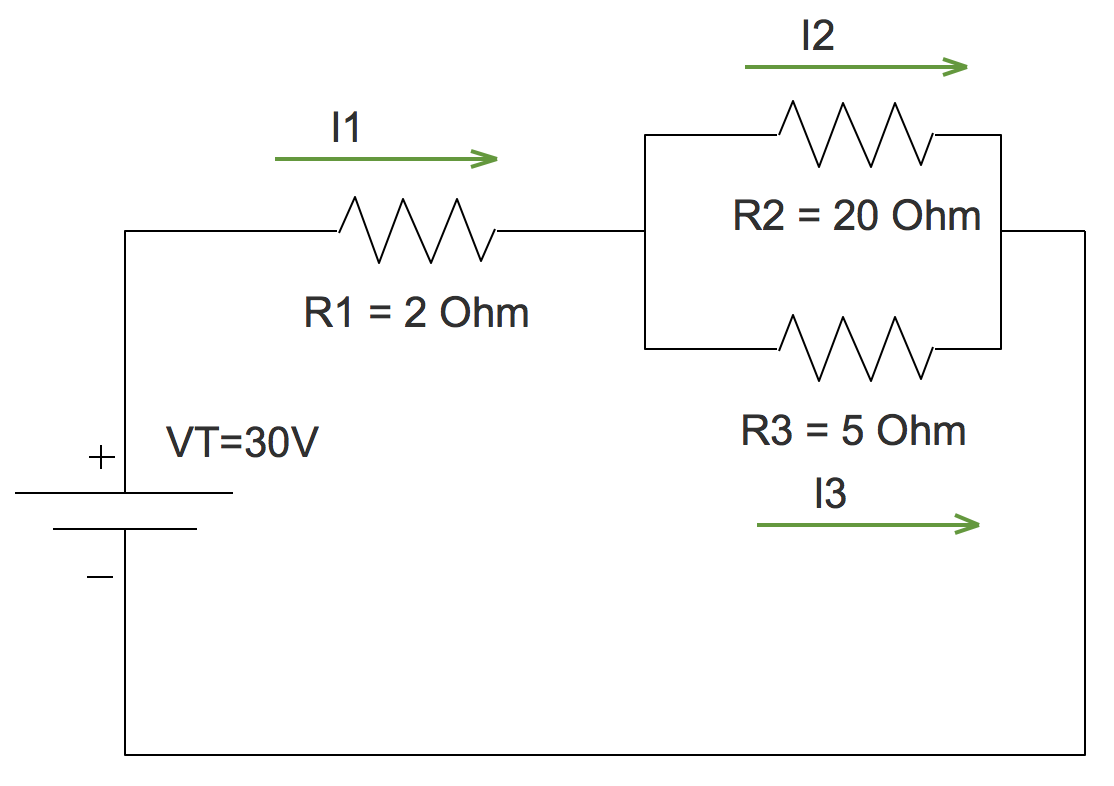 I2
I1
R2 = 20 Ohm
R1 = 2 Ohm
VT=30V
+
R3 = 5 Ohm
I3
−